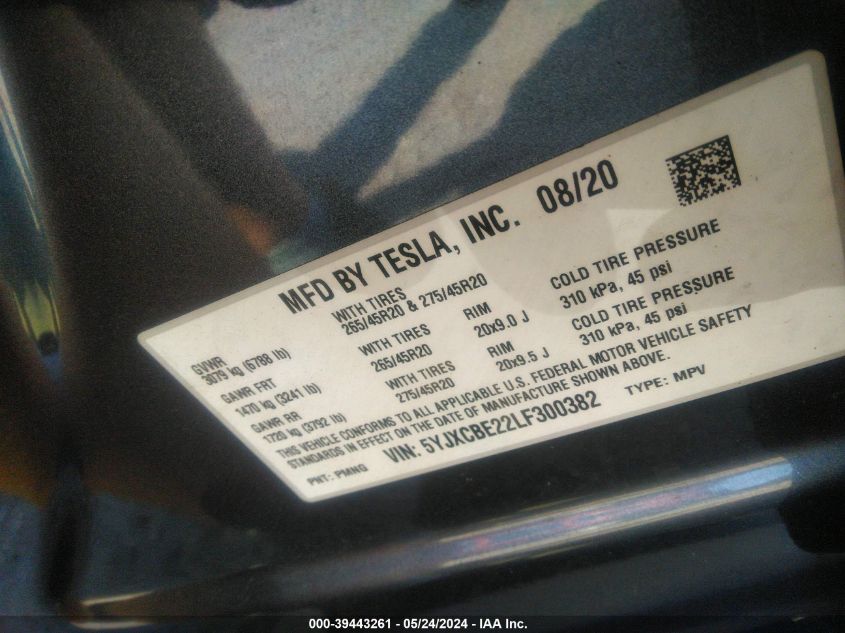 MFD BY TESLA, INC. 08/20
GVWR
3079 kg (6788 lb)
WITH TIRES
265/45R20 & 275/45R20
GAWR FRT
1470 kg (3241 lb)
WITH TIRES
265/45R20
RIM
20x9.0 J
COLD TIRE PRESSURE
310 kPa, 45 psi
GAWR RR
1720 kg (3792 lb)
WITH TIRES
275/45R20
RIM
20x9.5 J
COLD TIRE PRESSURE
310 kPa, 45 psi
THIS VEHICLE CONFORMS TO ALL APPLICABLE U.S. FEDERAL MOTOR VEHICLE SAFETY
STANDARDS IN EFFECT ON THE DATE OF MANUFACTURE SHOWN ABOVE.
PNT: PMNG VIN: 5YJXCBE22LF300382 TYPE: MPV
000-39443261 - 05/24/2024 - IAA Inc.